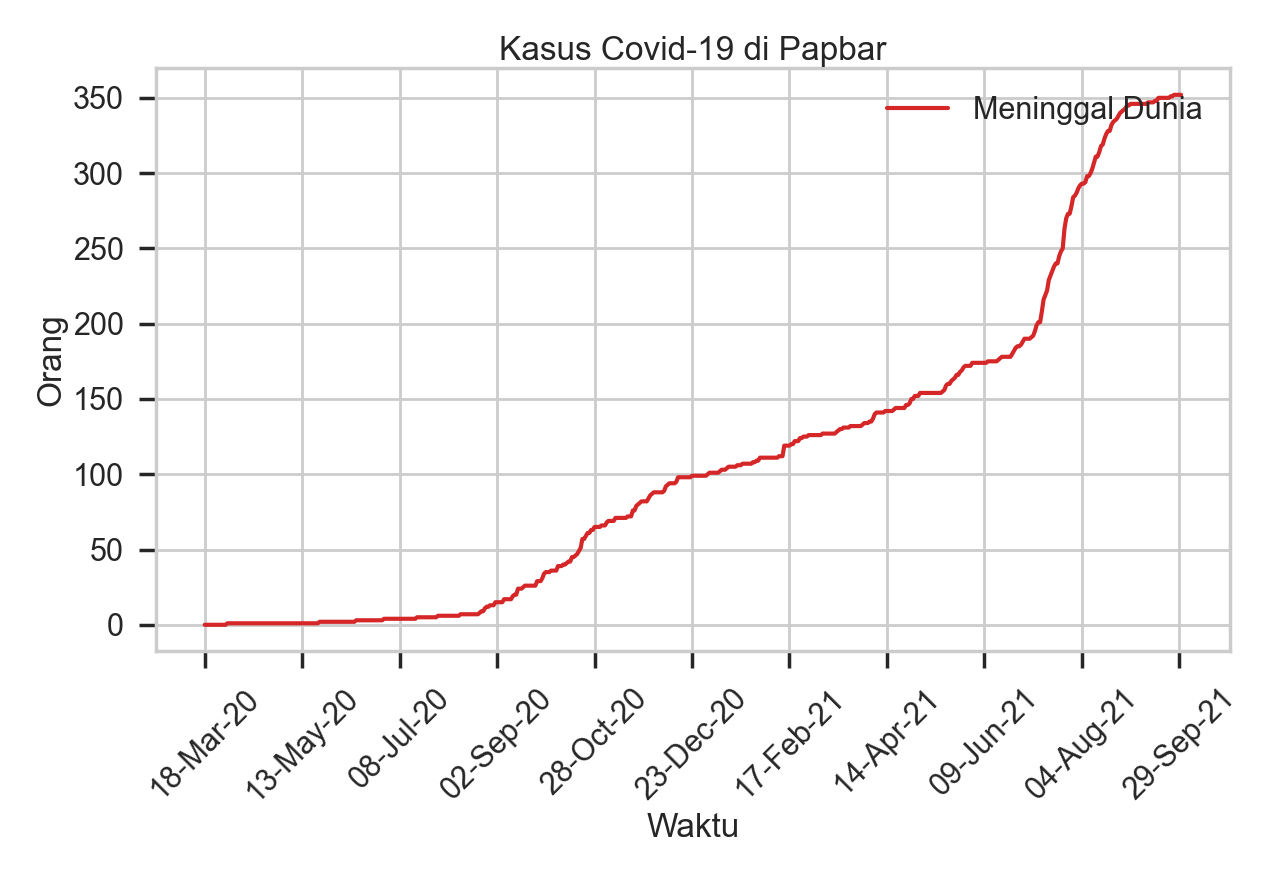 Kasus Covid-19 di Papbar
Meninggal Dunia
Orang
350
300
250
200
150
100
50
0
18-Mar-20
13-May-20
08-Jul-20
02-Sep-20
28-Oct-20
23-Dec-20
17-Feb-21
14-Apr-21
09-Jun-21
04-Aug-21
29-Sep-21
Waktu